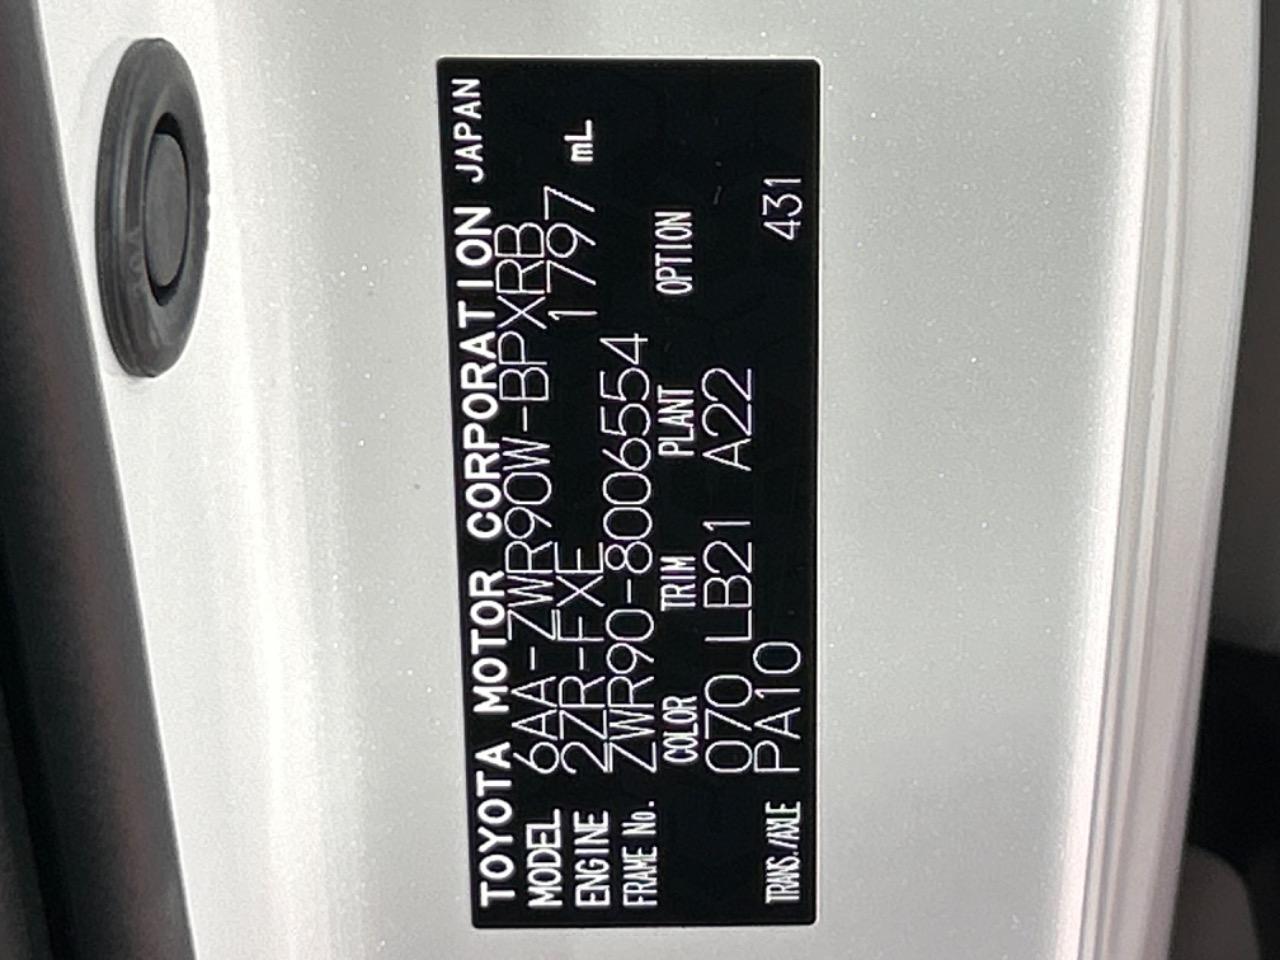 TOYOTA MOTOR CORPORATION JAPAN
MODEL 6AA-ZWR90W-BPXRB
ENGINE 2ZR-FXE 1797 mL
FRAME No. ZWR90-8006554
COLOR TRIM PLANT OPTION
070 LB21 A22
TRANS./AXLE PA10 431